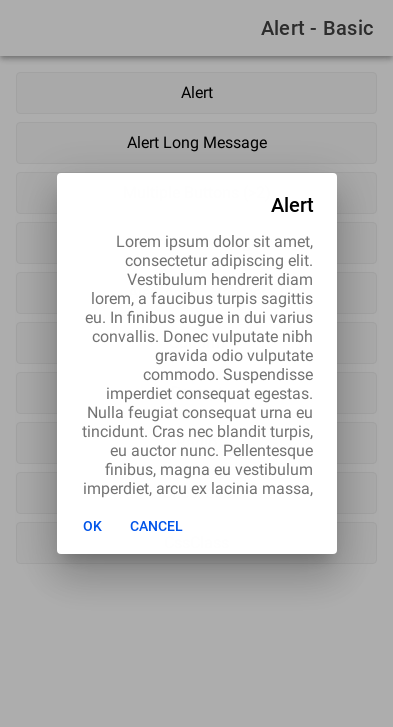 Alert - Basic
Alert
Alert Long Message
Alert
Lorem ipsum dolor sit amet,
consectetur adipiscing elit.
Vestibulum hendrerit diam
lorem, a faucibus turpis sagittis
eu. In finibus augue in dui varius
convallis. Donec vulputate nibh
gravida odio vulputate
commodo. Suspendisse
imperdiet consequat egestas.
Nulla feugiat consequat urna eu
tincidunt. Cras nec blandit turpis,
eu auctor nunc. Pellentesque
finibus, magna eu vestibulum
imperdiet, arcu ex lacinia massa,
OK CANCEL